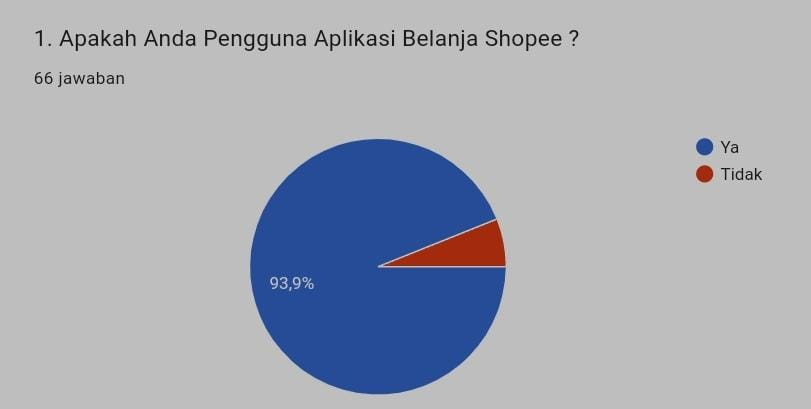 1. Apakah Anda Pengguna Aplikasi Belanja Shopee ?
66 jawaban
Ya
Tidak
93,9%